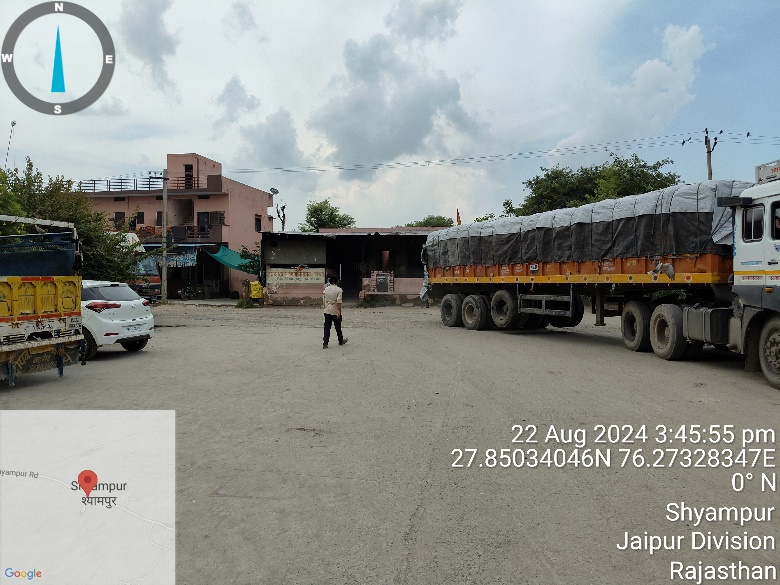 N
W
E
S
22 Aug 2024 3:45:55 pm
27.85034046N 76.27328347E
0° N
Shyampur
Jaipur Division
Rajasthan
hyampur Rd
Shyampur
श्यामपुर
Google